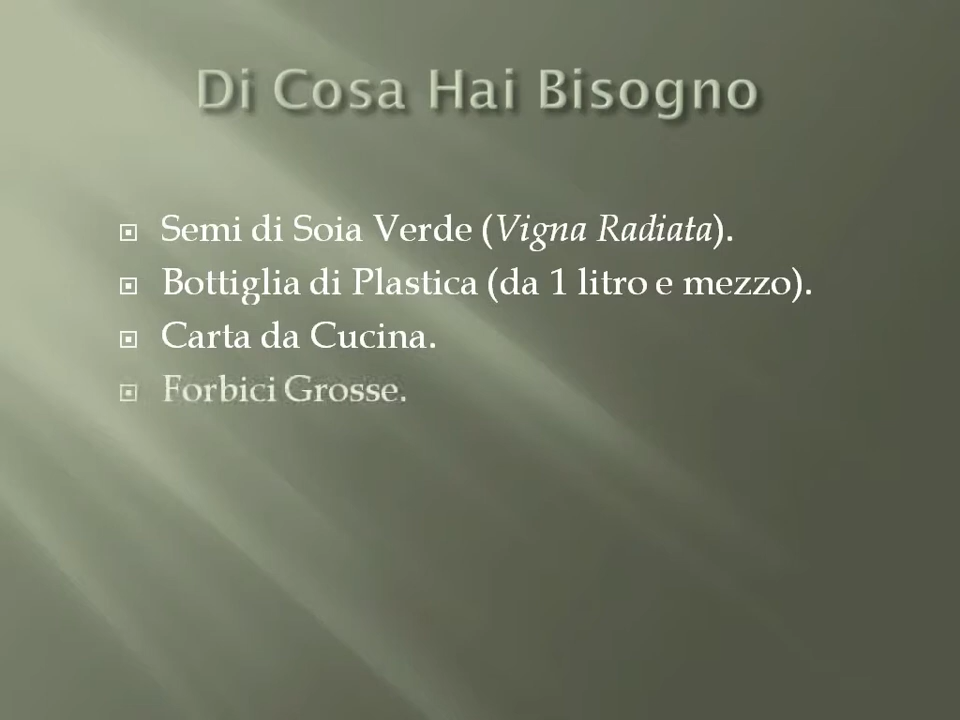 Di Cosa Hai Bisogno
Semi di Soia Verde (Vigna Radiata).
Bottiglia di Plastica (da 1 litro e mezzo).
Carta da Cucina.
Forbici Grosse.